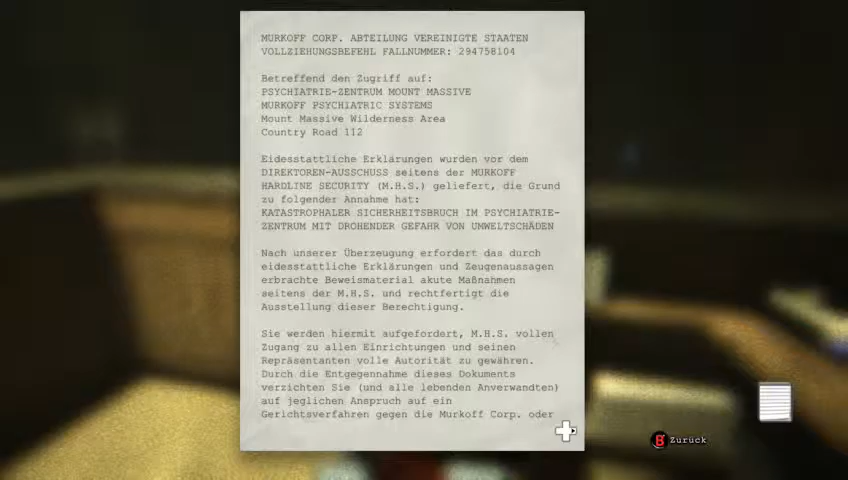 MURKOFF CORP. ABTEILUNG VEREINIGTE STAATEN
VOLLZIEHUNGSBEFEHL FALLNUMMER: 294758104
Betreffend den Zugriff auf:
PSYCHIATRIE-ZENTRUM MOUNT MASSIVE
MURKOFF PSYCHIATRIC SYSTEMS
Mount Massive Wilderness Area
Country Road 112
Eidesstattliche Erklärungen wurden vor dem
DIREKTOREN-AUSSCHUSS seitens der MURKOFF
HARDLINE SECURITY (M.H.S.) geliefert, die Grund
zu folgender Annahme hat:
KATASTROPHALER SICHERHEITSBRUCH IM PSYCHIATRIE-
ZENTRUM MIT DROHENDER GEFAHR VON UMWELTSCHÄDEN
Nach unserer Überzeugung erfordert das durch
eidesstattliche Erklärungen und Zeugenaussagen
erbrachte Beweismaterial akute Maßnahmen
seitens der M.H.S. und rechtfertigt die
Ausstellung dieser Berechtigung.
Sie werden hiermit aufgefordert, M.H.S. vollen
Zugang zu allen Einrichtungen und seinen
Repräsentanten volle Autorität zu gewähren.
Durch die Entgegennahme dieses Dokuments
verzichten Sie (und alle lebenden Anverwandten)
auf jeglichen Anspruch auf ein
Gerichtsverfahren gegen die Murkoff Corp. oder
B Zurück